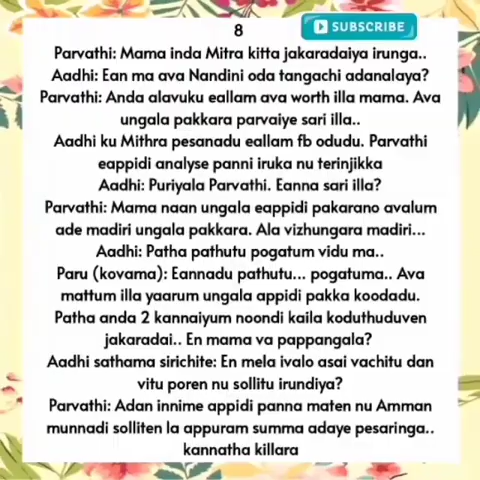 8
SUBSCRIBE
Parvathi: Mama inda Mitra kitta jakaradaiya irunga..
Aadhi: Ean ma ava Nandini oda tangachi adanalaya?
Parvathi: Anda alavuku eallam ava worth illa mama. Ava
ungala pakkara parvaiye sari illa..
Aadhi ku Mithra pesanadu eallam fb odudu. Parvathi
eappidi analyse panni iruka nu terinjikka
Aadhi: Puriyala Parvathi. Eanna sari illa?
Parvathi: Mama naan ungala eappidi pakarano avalum
ade madiri ungala pakkara. Ala vizhungara madiri...
Aadhi: Patha pathutu pogatum vidu ma..
Paru (kovama): Eannadu pathutu... pogatuma.. Ava
mattum illa yaarum ungala appidi pakka koodadu.
Patha anda 2 kannaiyum noondi kaila koduthuduven
jakaradai.. En mama va pappangala?
Aadhi sathama sirichite: En mela ivalo asai vachitu dan
vitu poren nu sollitu irundiya?
Parvathi: Adan innime appidi panna maten nu Amman
munnadi solliten la appuram summa adaye pesaringa..
kannatha killara